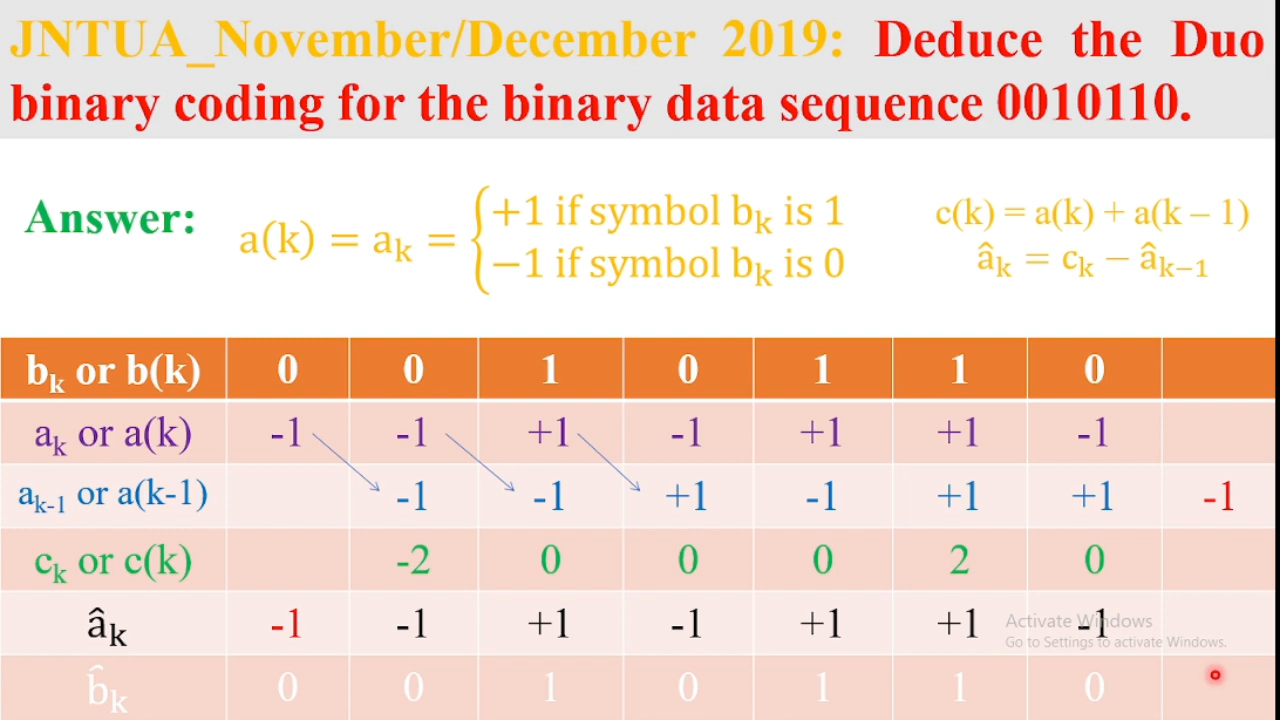 JNTUA_November/December 2019: Deduce the Duo
binary coding for the binary data sequence 0010110.
Answer:
a(k) = aₖ = { +1 if symbol bₖ is 1
−1 if symbol bₖ is 0
c(k) = a(k) + a(k – 1)
âₖ = cₖ − âₖ₋₁
bₖ or b(k) 0 0 1 0 1 1 0
aₖ or a(k) -1 -1 +1 -1 +1 +1 -1
aₖ₋₁ or a(k-1) -1 -1 +1 -1 +1 +1 -1
cₖ or c(k) -2 0 0 0 2 0
âₖ -1 -1 +1 -1 +1 +1 -1
b̂ₖ 0 0 1 0 1 1 0
Activate Windows
Go to Settings to activate Windows.